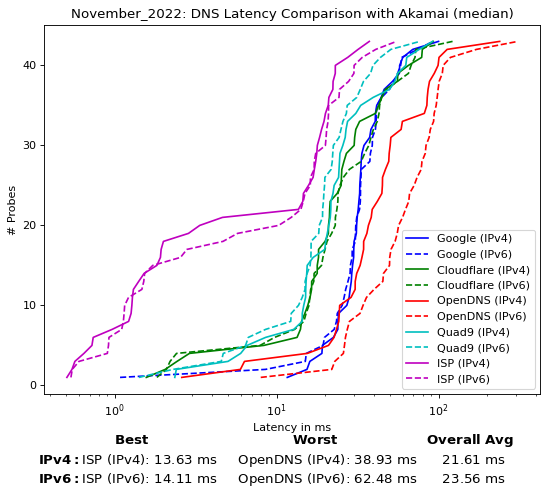 November_2022: DNS Latency Comparison with Akamai (median)
# Probes
40
30
20
10
0
Google (IPv4)
Google (IPv6)
Cloudflare (IPv4)
Cloudflare (IPv6)
OpenDNS (IPv4)
OpenDNS (IPv6)
Quad9 (IPv4)
Quad9 (IPv6)
ISP (IPv4)
ISP (IPv6)
10⁰ 10¹ 10²
Latency in ms
Best Worst Overall Avg
IPv4: ISP (IPv4): 13.63 ms OpenDNS (IPv4): 38.93 ms 21.61 ms
IPv6: ISP (IPv6): 14.11 ms OpenDNS (IPv6): 62.48 ms 23.56 ms